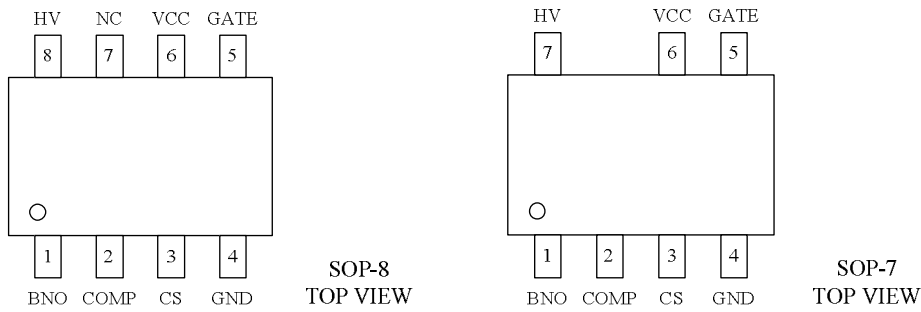 HV NC VCC GATE
8 7 6 5
1 2 3 4
BNO COMP CS GND
SOP-8
TOP VIEW
HV VCC GATE
7 6 5
1 2 3 4
BNO COMP CS GND
SOP-7
TOP VIEW